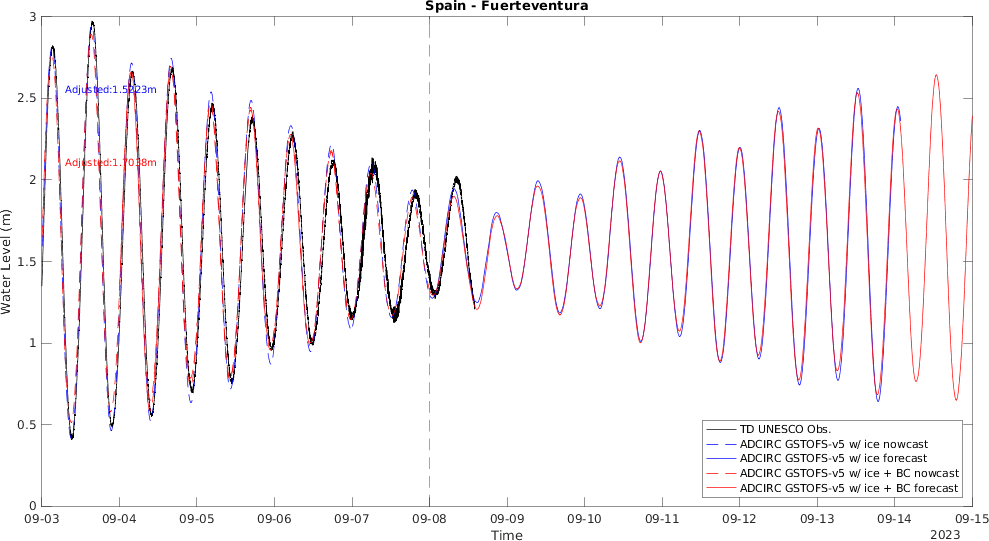 Spain - Fuerteventura
3
2.5
2
1.5
1
0.5
0
Water Level (m)
Adjusted:1.5223m
Adjusted:1.7038m
TD UNESCO Obs.
ADCIRC GSTOFS-v5 w/ ice nowcast
ADCIRC GSTOFS-v5 w/ ice forecast
ADCIRC GSTOFS-v5 w/ ice + BC nowcast
ADCIRC GSTOFS-v5 w/ ice + BC forecast
09-03 09-04 09-05 09-06 09-07 09-08 09-09 09-10 09-11 09-12 09-13 09-14 09-15
Time
2023